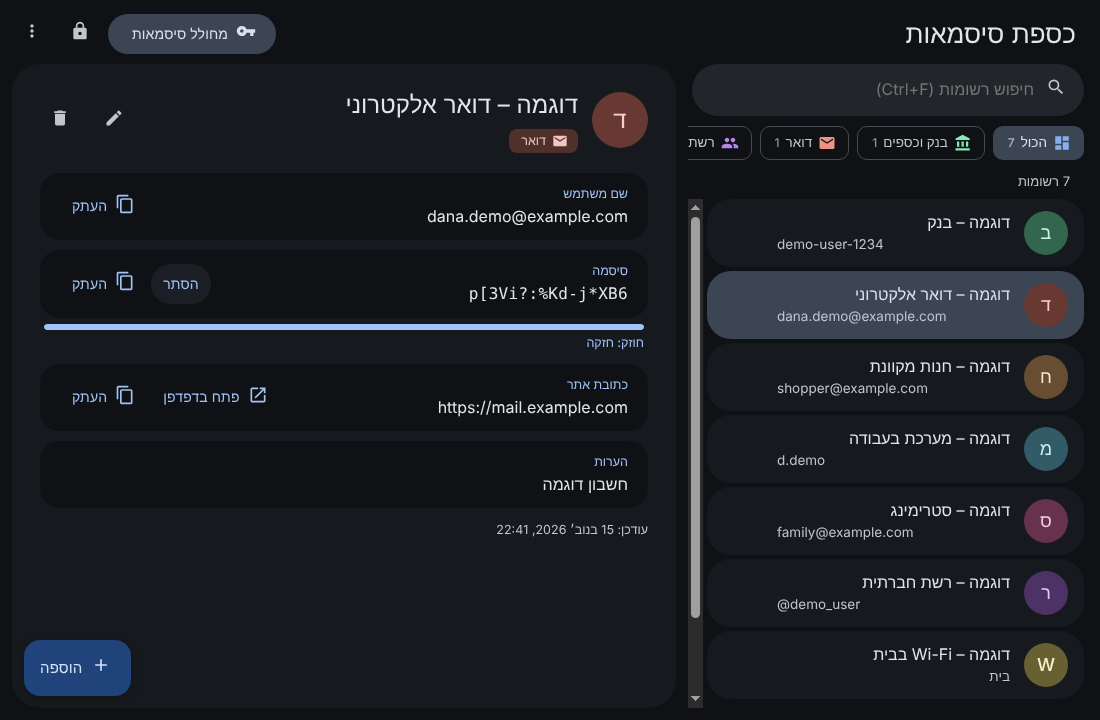 כספת סיסמאות
מחולל סיסמאות
חיפוש רשומות (Ctrl+F)
הכול 7
בנק וכספים 1
דואר 1
רשת
7 רשומות
דוגמה – בנק
demo-user-1234
דוגמה – דואר אלקטרוני
dana.demo@example.com
דוגמה – חנות מקוונת
shopper@example.com
דוגמה – מערכת בעבודה
d.demo
דוגמה – סטרימינג
family@example.com
דוגמה – רשת חברתית
@demo_user
דוגמה – Wi-Fi בבית
בית
ב
ד
ח
מ
ס
ר
W
ד
דוגמה – דואר אלקטרוני
דואר
שם משתמש
dana.demo@example.com
העתק
סיסמה
p[3Vi?:%Kd-j*XB6
הסתר
העתק
חוזק: חזקה
כתובת אתר
https://mail.example.com
פתח בדפדפן
העתק
הערות
חשבון דוגמה
עודכן: 15 בנוב׳ 2026, 22:41
הוספה